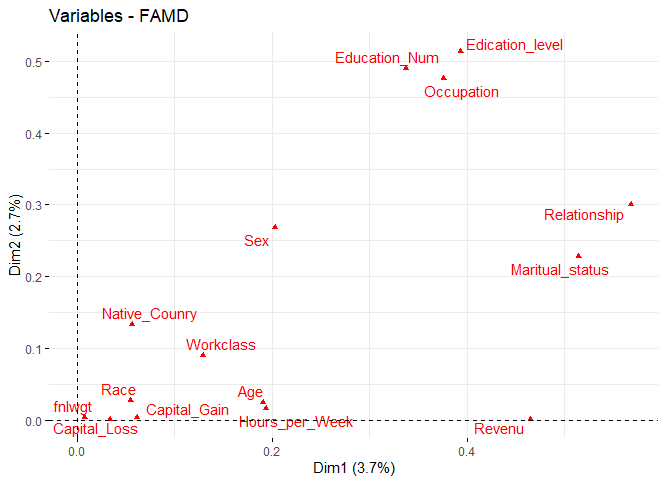 Variables - FAMD
Edication_level
Education_Num
Occupation
Relationship
Sex
Maritual_status
Native_Counry
Workclass
Race
Age
fnlwgt
Capital_Gain
Hours_per_Week
Capital_Loss
Revenu
0.5
0.4
0.3
0.2
0.1
0.0
Dim2 (2.7%)
0.0
0.2
0.4
Dim1 (3.7%)